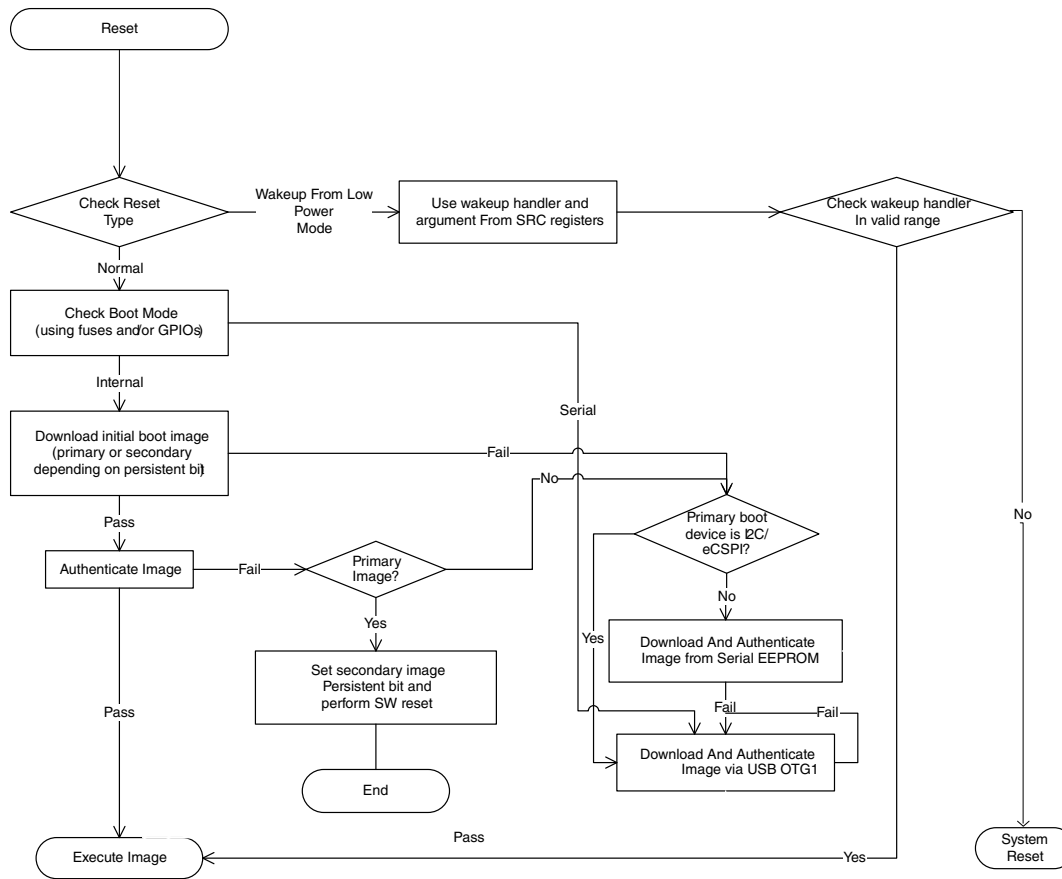 Reset
Check Reset
Type
Wakeup From Low
Power
Mode
Use wakeup handler and
argument From SRC registers
Check wakeup handler
In valid range
Normal
Check Boot Mode
(using fuses and/or GPIOs)
Internal
Serial
Download initial boot image
(primary or secondary
depending on persistent bit)
Fail
No
No
Pass
Primary boot
device is I2C/
eCSPI?
Authenticate Image
Fail
Primary
Image?
No
Yes
Yes
Download And Authenticate
Image from Serial EEPROM
Set secondary image
Persistent bit and
perform SW reset
Pass
Fail
Fail
Download And Authenticate
Image via USB OTG1
End
Pass
Execute Image
Yes
System
Reset